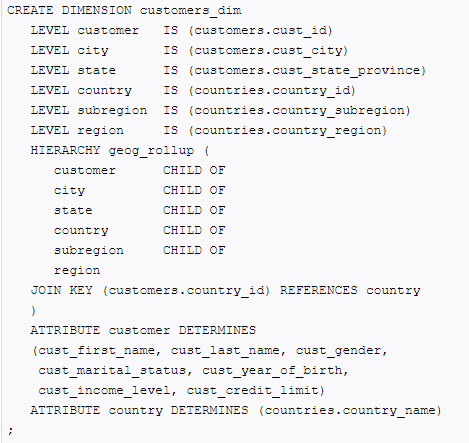 CREATE DIMENSION customers_dim
   LEVEL customer   IS (customers.cust_id)
   LEVEL city       IS (customers.cust_city)
   LEVEL state      IS (customers.cust_state_province)
   LEVEL country    IS (countries.country_id)
   LEVEL subregion  IS (countries.country_subregion)
   LEVEL region     IS (countries.country_region)
   HIERARCHY geog_rollup (
      customer      CHILD OF
      city          CHILD OF
      state         CHILD OF
      country       CHILD OF
      subregion     CHILD OF
      region
   JOIN KEY (customers.country_id) REFERENCES country
   )
   ATTRIBUTE customer DETERMINES
   (cust_first_name, cust_last_name, cust_gender,
    cust_marital_status, cust_year_of_birth,
    cust_income_level, cust_credit_limit)
   ATTRIBUTE country DETERMINES (countries.country_name)
;